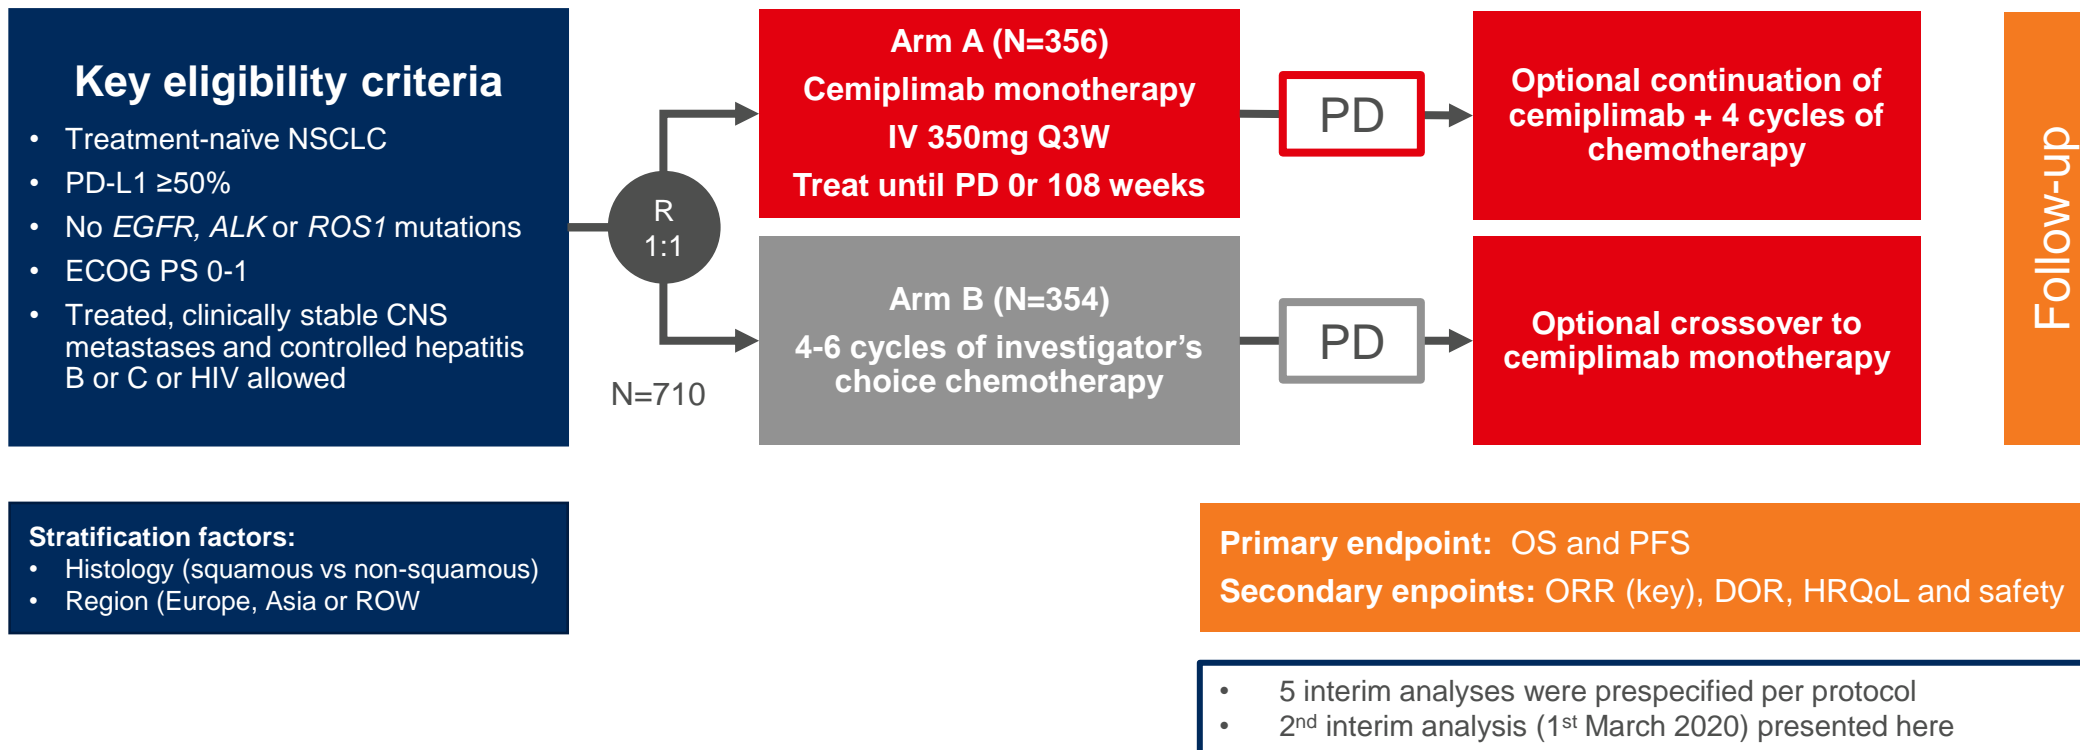 Key eligibility criteria
• Treatment-naïve NSCLC
• PD-L1 ≥50%
• No EGFR, ALK or ROS1 mutations
• ECOG PS 0-1
• Treated, clinically stable CNS
metastases and controlled hepatitis
B or C or HIV allowed
R
1:1
N=710
Arm A (N=356)
Cemiplimab monotherapy
IV 350mg Q3W
Treat until PD 0r 108 weeks
PD
Optional continuation of
cemiplimab + 4 cycles of
chemotherapy
Arm B (N=354)
4-6 cycles of investigator’s
choice chemotherapy
PD
Optional crossover to
cemiplimab monotherapy
Follow-up
Stratification factors:
• Histology (squamous vs non-squamous)
• Region (Europe, Asia or ROW
Primary endpoint: OS and PFS
Secondary enpoints: ORR (key), DOR, HRQoL and safety
• 5 interim analyses were prespecified per protocol
• 2nd interim analysis (1st March 2020) presented here